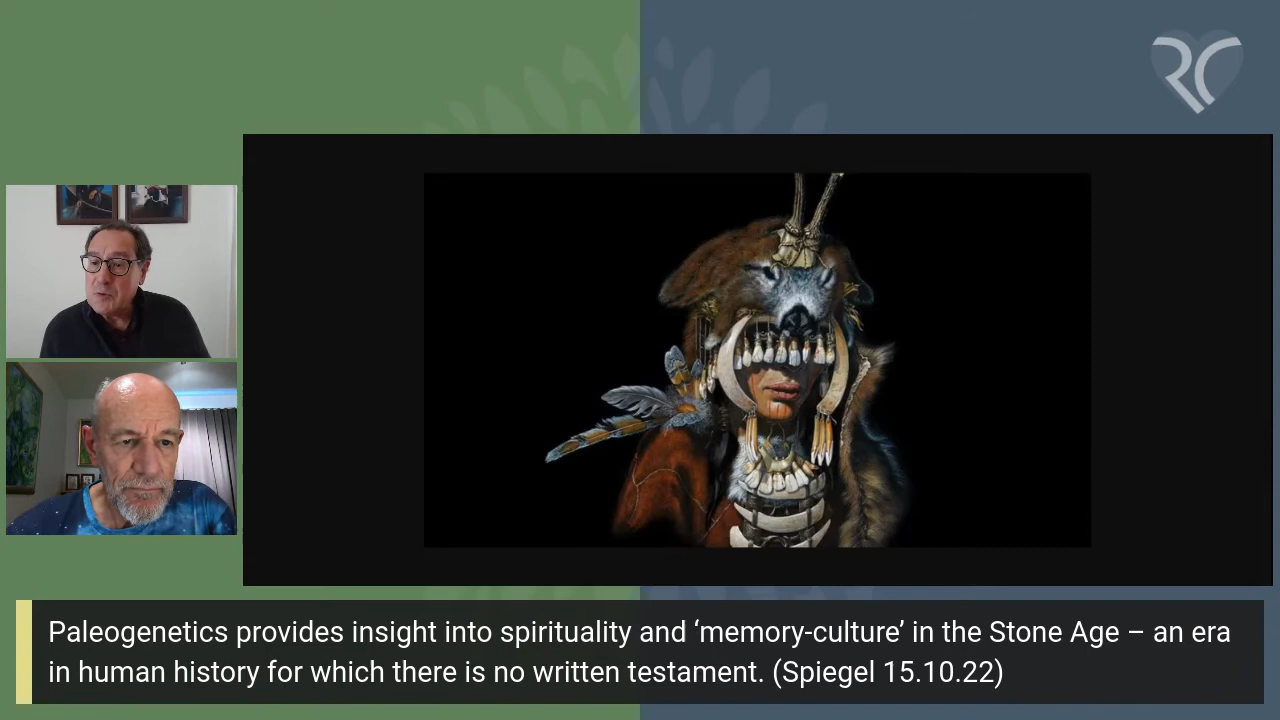 RC
Paleogenetics provides insight into spirituality and ‘memory-culture’ in the Stone Age – an era
in human history for which there is no written testament. (Spiegel 15.10.22)